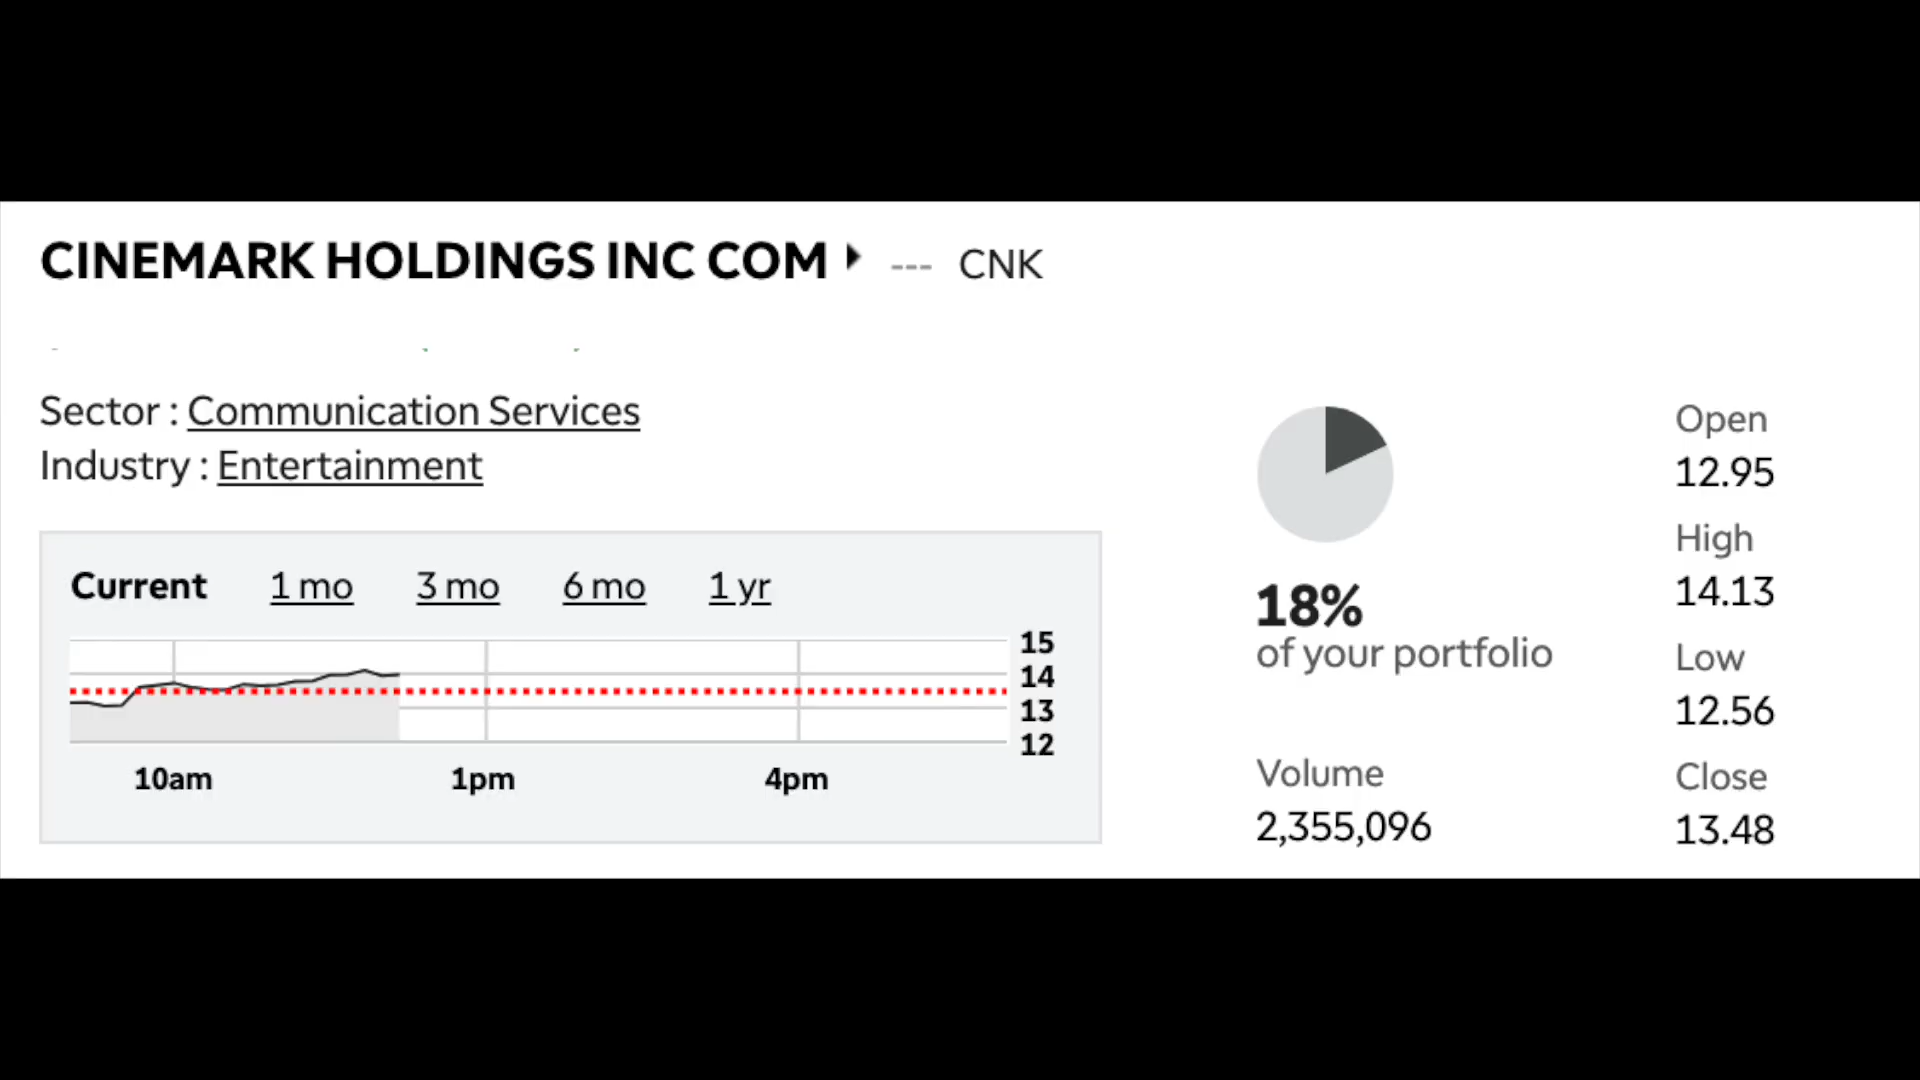 CINEMARK HOLDINGS INC COM --- CNK
Sector : Communication Services
Industry : Entertainment
Current 1 mo 3 mo 6 mo 1 yr
15
14
13
12
10am 1pm 4pm
18%
of your portfolio
Volume
2,355,096
Open
12.95
High
14.13
Low
12.56
Close
13.48